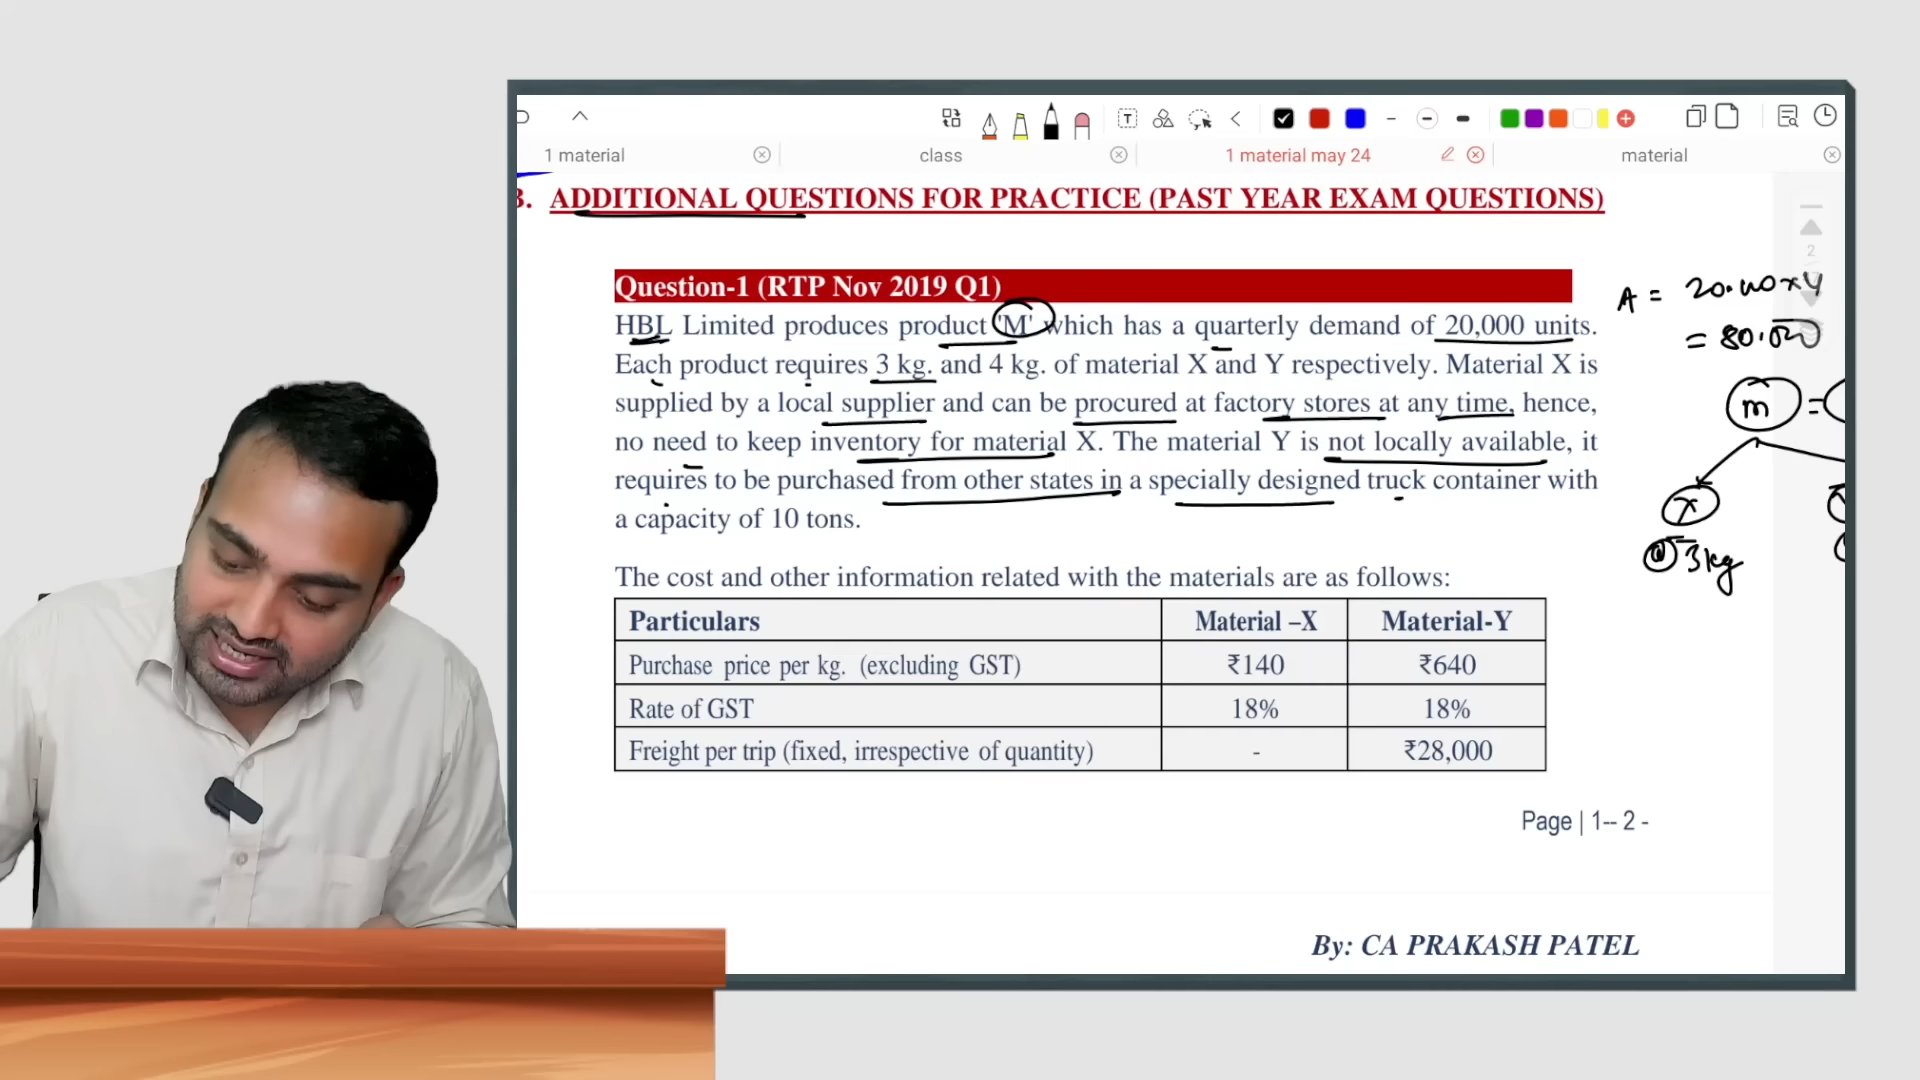 1 material
class
1 material may 24
material
3. ADDITIONAL QUESTIONS FOR PRACTICE (PAST YEAR EXAM QUESTIONS)
2
Question-1 (RTP Nov 2019 Q1)
HBL Limited produces product 'M' which has a quarterly demand of 20,000 units.
Each product requires 3 kg. and 4 kg. of material X and Y respectively. Material X is
supplied by a local supplier and can be procured at factory stores at any time, hence,
no need to keep inventory for material X. The material Y is not locally available, it
requires to be purchased from other states in a specially designed truck container with
a capacity of 10 tons.
A = 20.000x4
= 80.000
m =
x
@ 3kg
The cost and other information related with the materials are as follows:
Particulars Material –X Material-Y
Purchase price per kg. (excluding GST) ₹140 ₹640
Rate of GST 18% 18%
Freight per trip (fixed, irrespective of quantity) - ₹28,000
Page | 1-- 2 -
By: CA PRAKASH PATEL